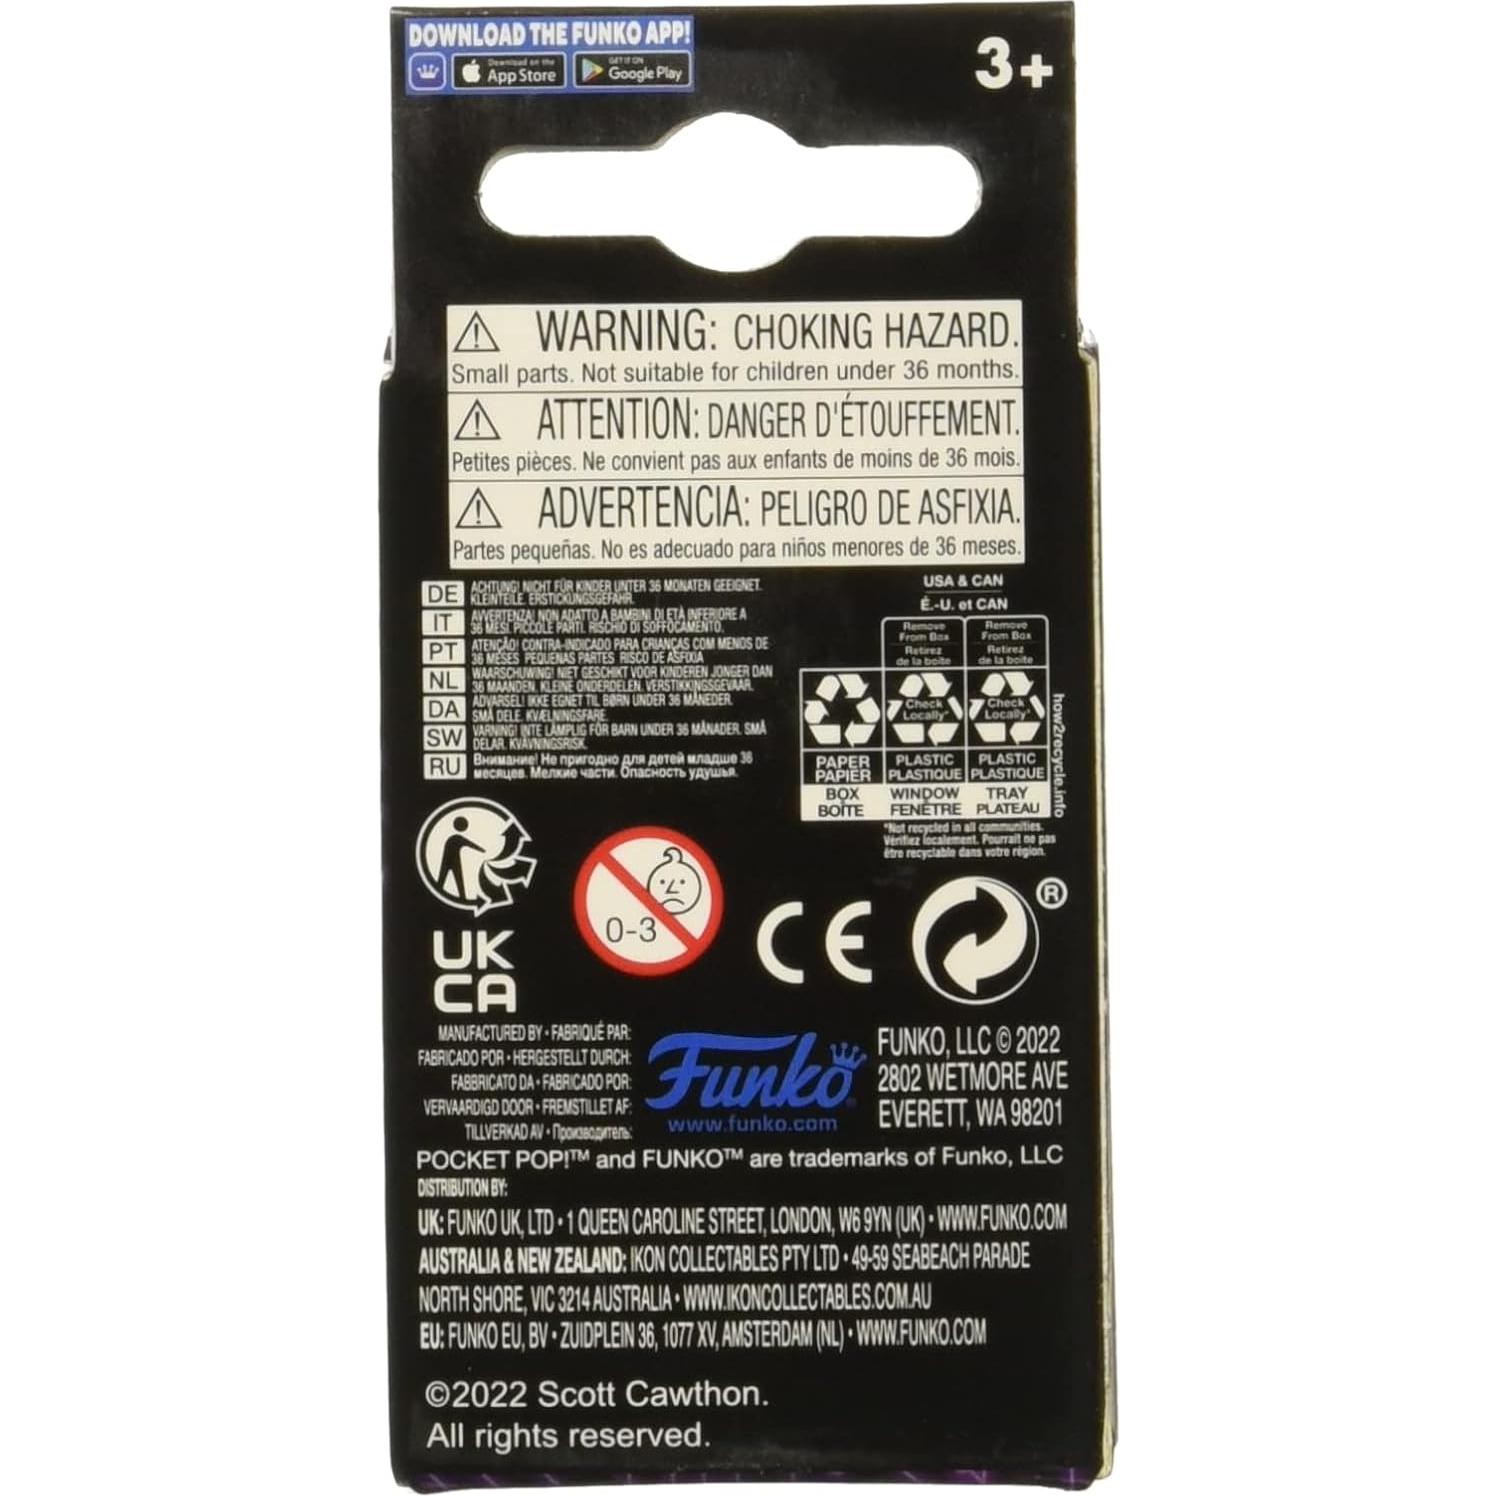 DOWNLOAD THE FUNKO APP!
Download on the
App Store
GET IT ON
Google Play
3+
WARNING: CHOKING HAZARD.
Small parts. Not suitable for children under 36 months.
ATTENTION: DANGER D'ÉTOUFFEMENT.
Petites pièces. Ne convient pas aux enfants de moins de 36 mois.
ADVERTENCIA: PELIGRO DE ASFIXIA.
Partes pequeñas. No es adecuado para niños menores de 36 meses.
DE ACHTUNG! NICHT FÜR KINDER UNTER 36 MONATEN GEEIGNET.
KLEINTEILE. ERSTICKUNGSGEFAHR.
IT AVVERTENZA! NON ADATTO A BAMBINI DI ETÀ INFERIORE A
36 MESI. PICCOLE PARTI. RISCHIO DI SOFFOCAMENTO.
PT ATENÇÃO! CONTRA-INDICADO PARA CRIANÇAS COM MENOS DE
36 MESES PEQUENAS PARTES RISCO DE ASFIXIA
NL WAARSCHUWING! NIET GESCHIKT VOOR KINDEREN JONGER DAN
36 MAANDEN. KLEINE ONDERDELEN. VERSTIKKINGSGEVAAR.
DA ADVARSEL! IKKE EGNET TIL BØRN UNDER 36 MÅNEDER.
SMÅ DELE. KVÆLNINGSFARE.
SW VARNING! INTE LÄMPLIG FÖR BARN UNDER 36 MÅNADER. SMÅ
DELAR. KVÄVNINGSRISK.
RU Внимание! Не пригодно для детей младше 36
месяцев. Мелкие части. Опасность удушья.
USA & CAN
É.-U. et CAN
Remove
From Box
Retirez
de la boîte
Remove
From Box
Retirez
de la boîte
Check
Locally*
Check
Locally*
PAPER
PAPIER
PLASTIC
PLASTIQUE
PLASTIC
PLASTIQUE
BOX
BOÎTE
WINDOW
FENÊTRE
TRAY
PLATEAU
how2recycle.info
*Not recycled in all communities.
Vérifiez localement. Pourrait ne pas
être recyclable dans votre région.
0-3
UK
CA
CE
®
MANUFACTURED BY • FABRIQUÉ PAR:
FABRICADO POR • HERGESTELLT DURCH:
FABBRICATO DA • FABRICADO POR:
VERVAARDIGD DOOR • FREMSTILLET AF:
TILLVERKAD AV • Производитель:
Funko
www.funko.com
FUNKO, LLC © 2022
2802 WETMORE AVE
EVERETT, WA 98201
POCKET POP!™ and FUNKO™ are trademarks of Funko, LLC
DISTRIBUTION BY:
UK: FUNKO UK, LTD • 1 QUEEN CAROLINE STREET, LONDON, W6 9YN (UK) • WWW.FUNKO.COM
AUSTRALIA & NEW ZEALAND: IKON COLLECTABLES PTY LTD • 49-59 SEABEACH PARADE
NORTH SHORE, VIC 3214 AUSTRALIA • WWW.IKONCOLLECTABLES.COM.AU
EU: FUNKO EU, BV • ZUIDPLEIN 36, 1077 XV, AMSTERDAM (NL) • WWW.FUNKO.COM
©2022 Scott Cawthon.
All rights reserved.